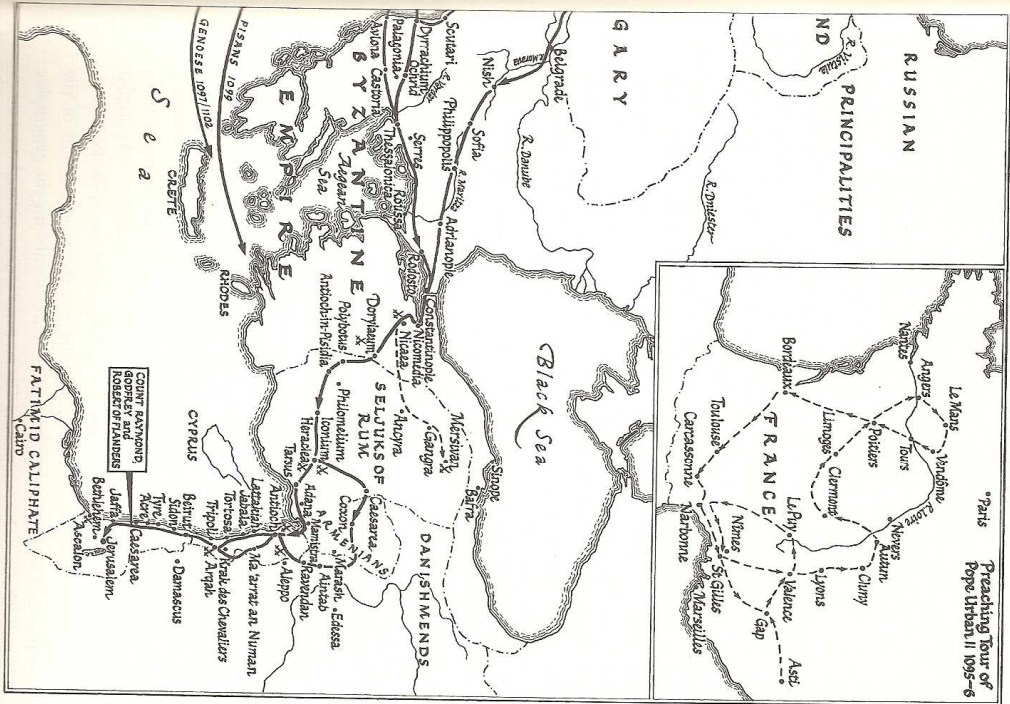 RUSSIAN
PRINCIPALITIES
ND
GARY
R. Vistula
R. Dniester
R. Danube
Belgrade
R. Morava
Nish
Sofia
Philippopolis
R. Maritsa
Adrianople
Scutari
Dyrrachium
Ochrid
Palagonia
Avlona
Castoria
Thessalonica
Serres
Roussa
Rodosto
Constantinople
Nicomedia
Nicaea
BYZANTINE
EMPIRE
Aegean
Sea
PISANS 1099
GENOESE 1097/1102
Sea
CRETE
RHODES
Black Sea
Dorylaeum
Polybotus
Antioch-in-Pisidia
Philomelium
Iconium
Heraclea
SELJUKS OF
RUM
Ancyra
Gangra
Mersivan
Sinope
Bafra
DANISHMENDS
Caesarea
Coxon
ARMENIANS
Tarsus
Adana
Mamistra
Marash
Aintab
Ravendan
Edessa
Antioch
Aleppo
Lattakieh
Jabala
Tortosa
Tripoli
Ma'arrat an Numan
Krak des Chevaliers
Arqah
CYPRUS
Beirut
Sidon
Tyre
Acre
Damascus
Caesarea
Jaffa
Jerusalem
Bethlehem
Ascalon
COUNT RAYMOND,
GODFREY and
ROBERT OF FLANDERS
FATIMID CALIPHATE
Cairo
Preaching Tour of
Pope Urban II 1095-6
Paris
Le Mans
Vendôme
Angers
Nantes
Tours
R. Loire
Poitiers
Nevers
Autun
Cluny
Limoges
Clermont
Lyons
Bordeaux
FRANCE
Le Puy
Valence
Gap
Asti
Toulouse
Carcassonne
Nîmes
St Gilles
Narbonne
Marseilles